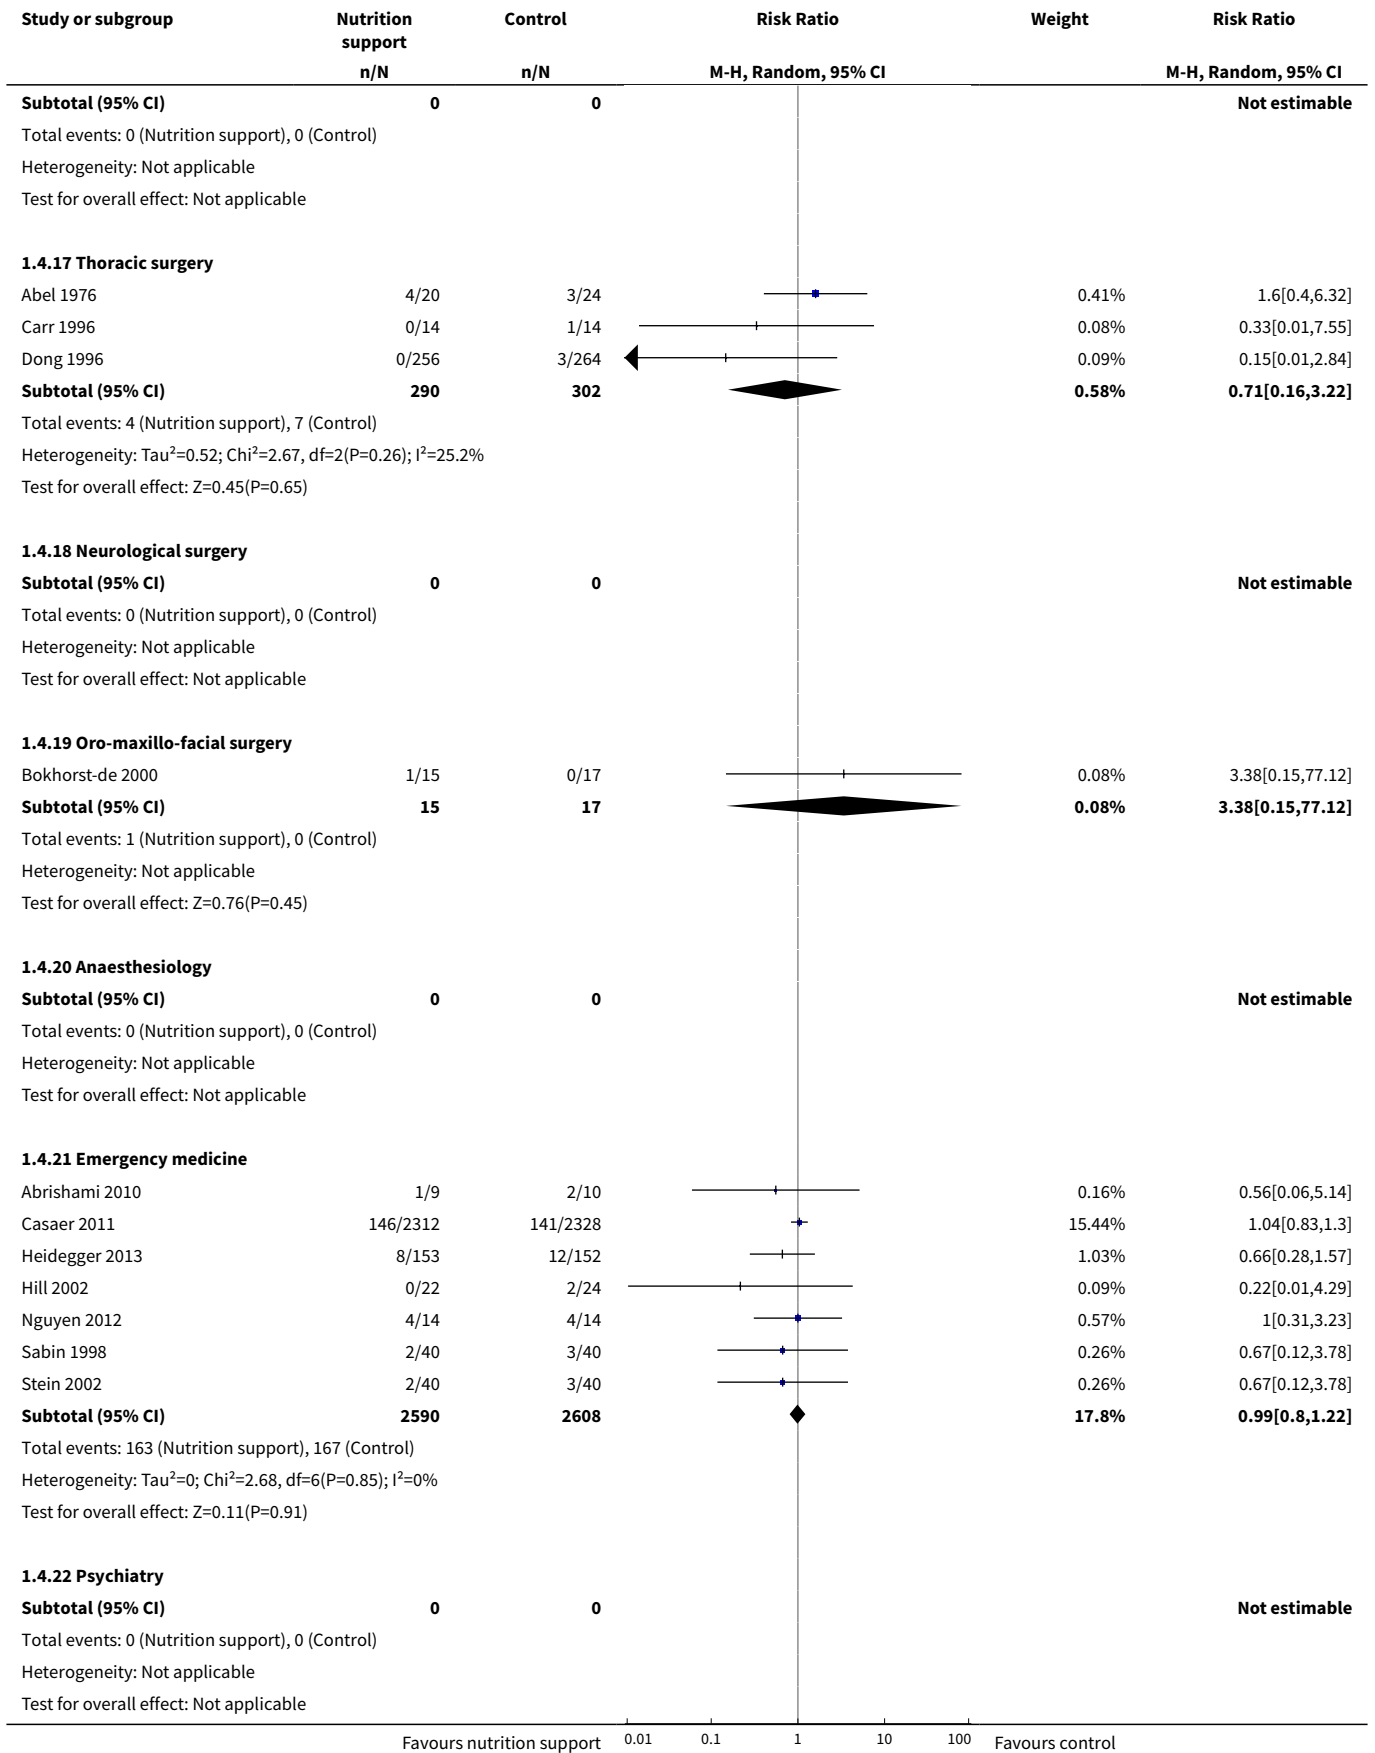 Study or subgroup Nutrition support Control Risk Ratio Weight Risk Ratio
n/N n/N M-H, Random, 95% CI M-H, Random, 95% CI
Subtotal (95% CI) 0 0 Not estimable
Total events: 0 (Nutrition support), 0 (Control)
Heterogeneity: Not applicable
Test for overall effect: Not applicable
1.4.17 Thoracic surgery
Abel 1976 4/20 3/24 0.41% 1.6[0.4,6.32]
Carr 1996 0/14 1/14 0.08% 0.33[0.01,7.55]
Dong 1996 0/256 3/264 0.09% 0.15[0.01,2.84]
Subtotal (95% CI) 290 302 0.58% 0.71[0.16,3.22]
Total events: 4 (Nutrition support), 7 (Control)
Heterogeneity: Tau²=0.52; Chi²=2.67, df=2(P=0.26); I²=25.2%
Test for overall effect: Z=0.45(P=0.65)
1.4.18 Neurological surgery
Subtotal (95% CI) 0 0 Not estimable
Total events: 0 (Nutrition support), 0 (Control)
Heterogeneity: Not applicable
Test for overall effect: Not applicable
1.4.19 Oro-maxillo-facial surgery
Bokhorst-de 2000 1/15 0/17 0.08% 3.38[0.15,77.12]
Subtotal (95% CI) 15 17 0.08% 3.38[0.15,77.12]
Total events: 1 (Nutrition support), 0 (Control)
Heterogeneity: Not applicable
Test for overall effect: Z=0.76(P=0.45)
1.4.20 Anaesthesiology
Subtotal (95% CI) 0 0 Not estimable
Total events: 0 (Nutrition support), 0 (Control)
Heterogeneity: Not applicable
Test for overall effect: Not applicable
1.4.21 Emergency medicine
Abrishami 2010 1/9 2/10 0.16% 0.56[0.06,5.14]
Casaer 2011 146/2312 141/2328 15.44% 1.04[0.83,1.3]
Heidegger 2013 8/153 12/152 1.03% 0.66[0.28,1.57]
Hill 2002 0/22 2/24 0.09% 0.22[0.01,4.29]
Nguyen 2012 4/14 4/14 0.57% 1[0.31,3.23]
Sabin 1998 2/40 3/40 0.26% 0.67[0.12,3.78]
Stein 2002 2/40 3/40 0.26% 0.67[0.12,3.78]
Subtotal (95% CI) 2590 2608 17.8% 0.99[0.8,1.22]
Total events: 163 (Nutrition support), 167 (Control)
Heterogeneity: Tau²=0; Chi²=2.68, df=6(P=0.85); I²=0%
Test for overall effect: Z=0.11(P=0.91)
1.4.22 Psychiatry
Subtotal (95% CI) 0 0 Not estimable
Total events: 0 (Nutrition support), 0 (Control)
Heterogeneity: Not applicable
Test for overall effect: Not applicable
Favours nutrition support 0.01 0.1 1 10 100 Favours control